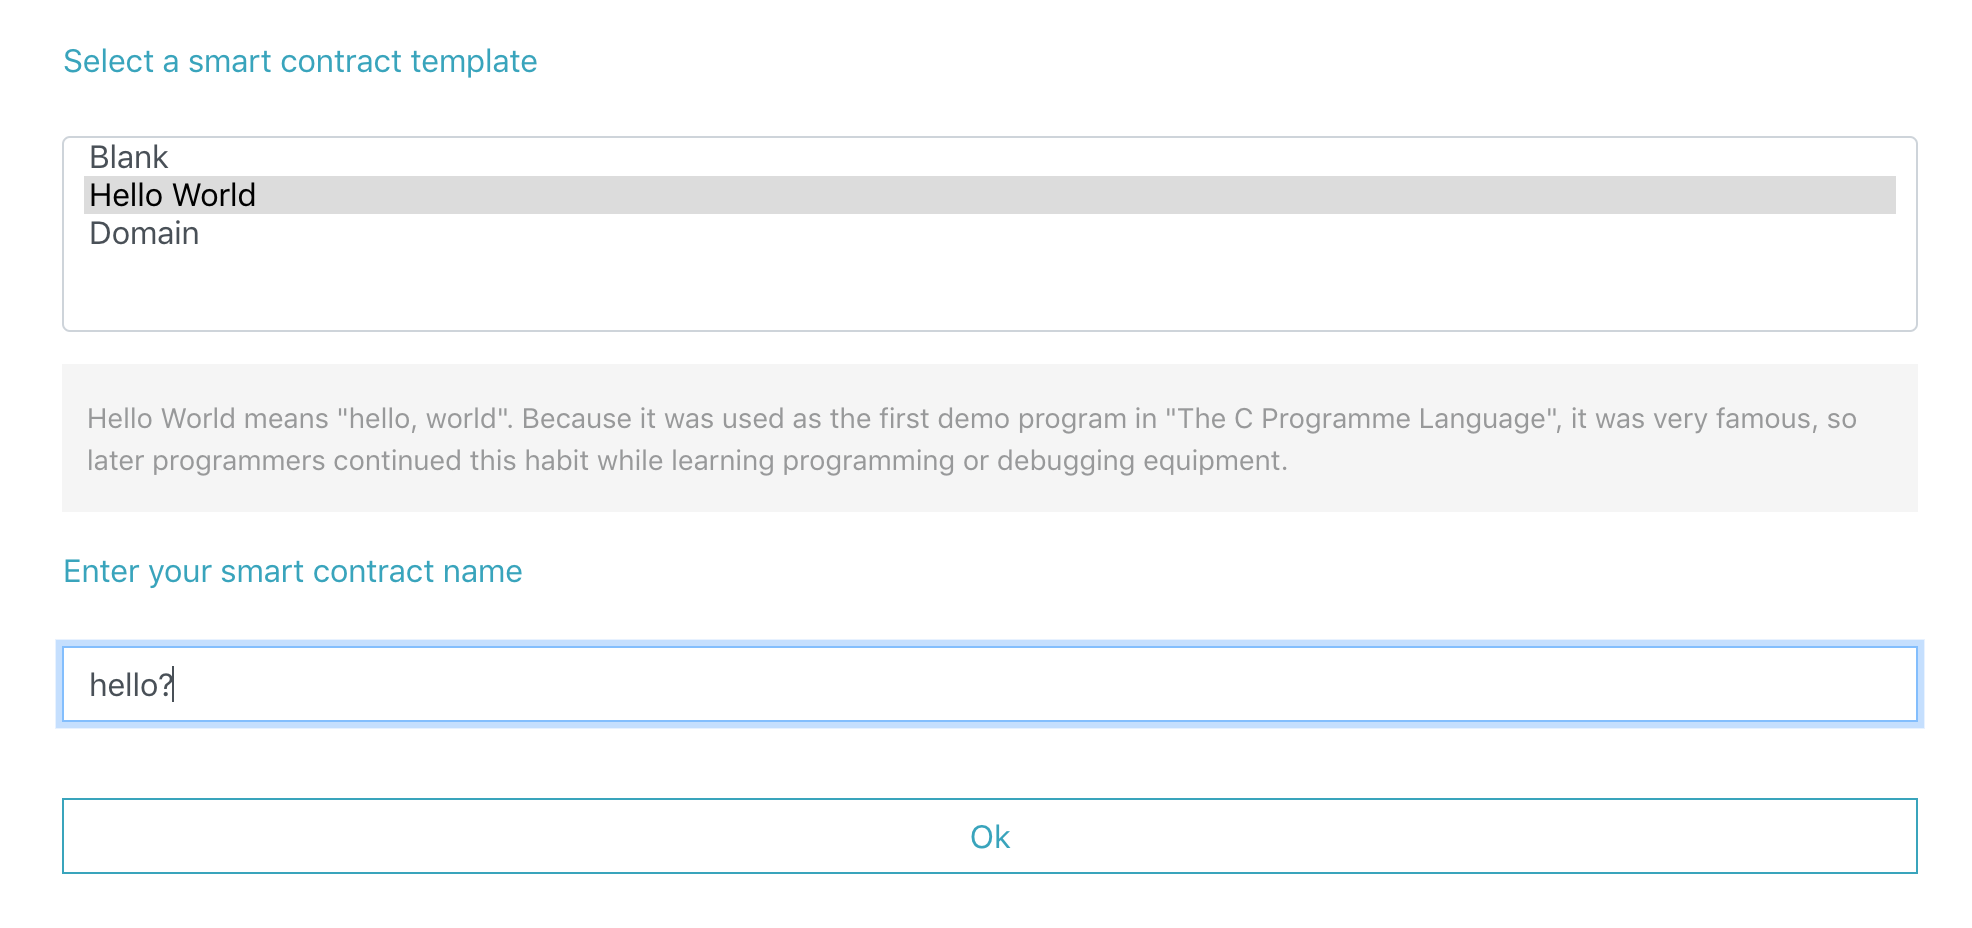 Select a smart contract template
Blank
Hello World
Domain
Hello World means "hello, world". Because it was used as the first demo program in "The C Programme Language", it was very famous, so
later programmers continued this habit while learning programming or debugging equipment.
Enter your smart contract name
hello?
Ok